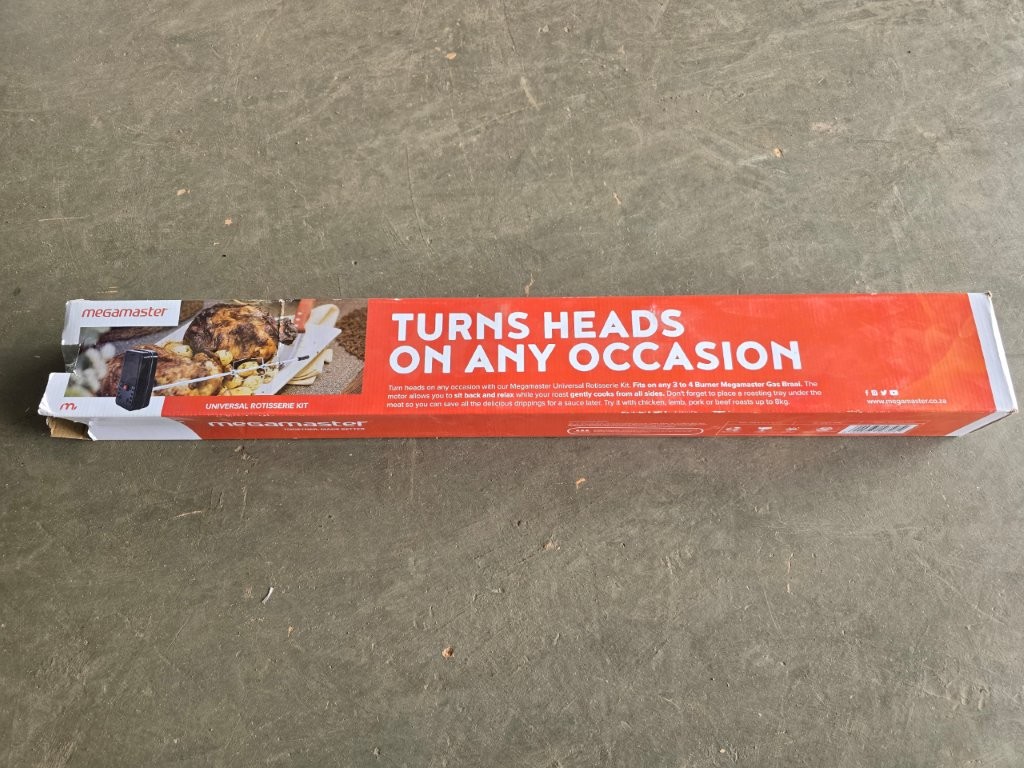 megamaster
TURNS HEADS
ON ANY OCCASION
Turn heads on any occasion with our Megamaster Universal Rotisserie Kit. Fits on any 3 to 4 Burner Megamaster Gas Braai. The
motor allows you to sit back and relax while your roast gently cooks from all sides. Don't forget to place a roasting tray under the
meat so you can save all the delicious drippings for a sauce later. Try it with chicken, lamb, pork or beef roasts up to 8kg.
m.
UNIVERSAL ROTISSERIE KIT
www.megamaster.co.za
megamaster
TOGETHER. MADE BETTER